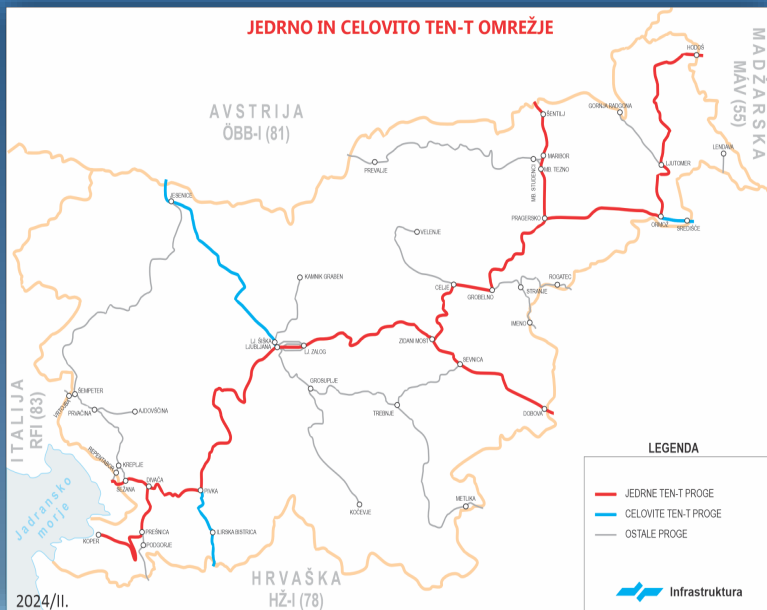 JEDRNO IN CELOVITO TEN-T OMREŽJE
MADŽARSKA
MÁV (55)
HODOŠ
AVSTRIJA
ÖBB-I (81)
ŠENTILJ
GORNJA RADGONA
LENDAVA
MARIBOR
MB. TEZNO
MB. STUDENCI
PREVALJE
LJUTOMER
JESENICE
PRAGERSKO
ORMOŽ
SREDIŠČE
VELENJE
KAMNIK GRABEN
CELJE
GROBELNO
STRANJE
ROGATEC
IMENO
LJ. ŠIŠKA
LJUBLJANA
LJ. ZALOG
ZIDANI MOST
SEVNICA
GROSUPLJE
TREBNJE
DOBOVA
ITALIJA
RFI (83)
ŠEMPETER
VRTOJBA
PRVAČINA
AJDOVŠČINA
REPENTABOR
KREPLJE
SEŽANA
DIVAČA
PIVKA
METLIKA
KOČEVJE
Jadransko
morje
KOPER
PREŠNICA
PODGORJE
ILIRSKA BISTRICA
HRVAŠKA
HŽ-I (78)
LEGENDA
JEDRNE TEN-T PROGE
CELOVITE TEN-T PROGE
OSTALE PROGE
Infrastruktura
2024/II.